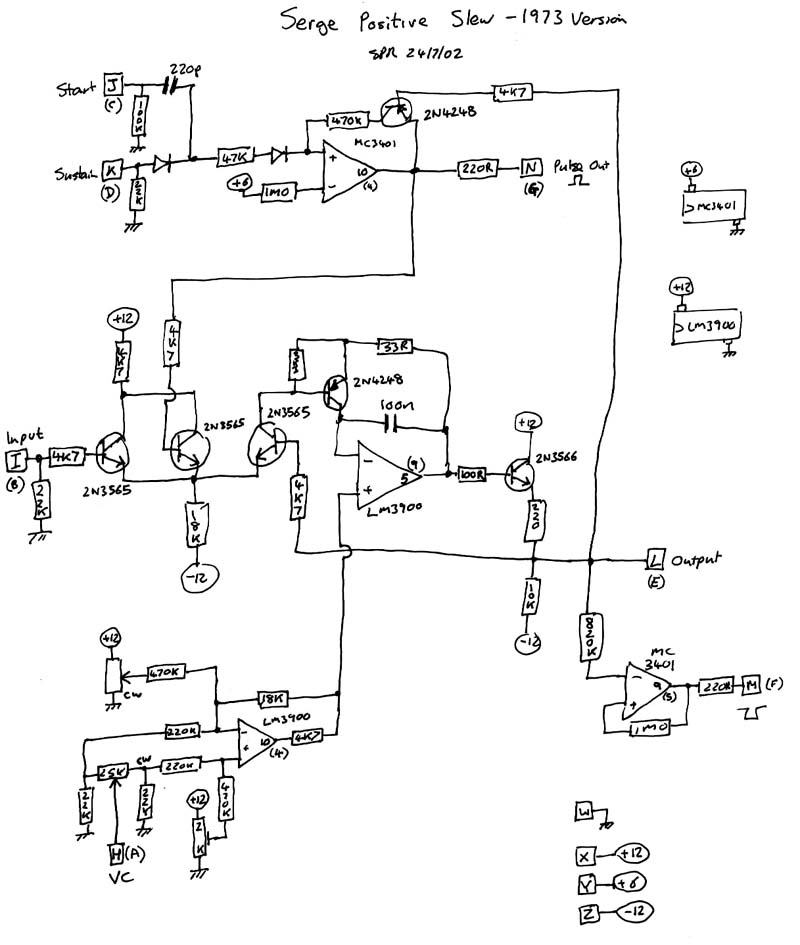 Serge Positive Slew - 1973 Version
SPR 24/7/02
Start J 220p
(C)
100K
470K
2N4248
4K7
MC3401
Sustain K
(D)
22K
47K
+6
1M0
+
-
10
(4)
220R
N Pulse Out
(G)
+6
MC3401
+12
LM3900
+12
4K7
4K7
33R
2N4248
100n
2N3565
2N3565
Input
I
(B)
4K7
22K
2N3565
18K
-12
4K7
-
+
(9)
5
LM3900
100R
+12
2N3566
220
10K
-12
L Output
(E)
820K
MC
3401
-
+
9
(5)
220R
M (F)
1M0
+12
CW
470K
18K
LM3900
220K
-
+
10
(4)
4K7
25K
CW
220K
22K
22K
+12
2K
430K
H (A)
VC
W
X +12
Y +6
Z -12